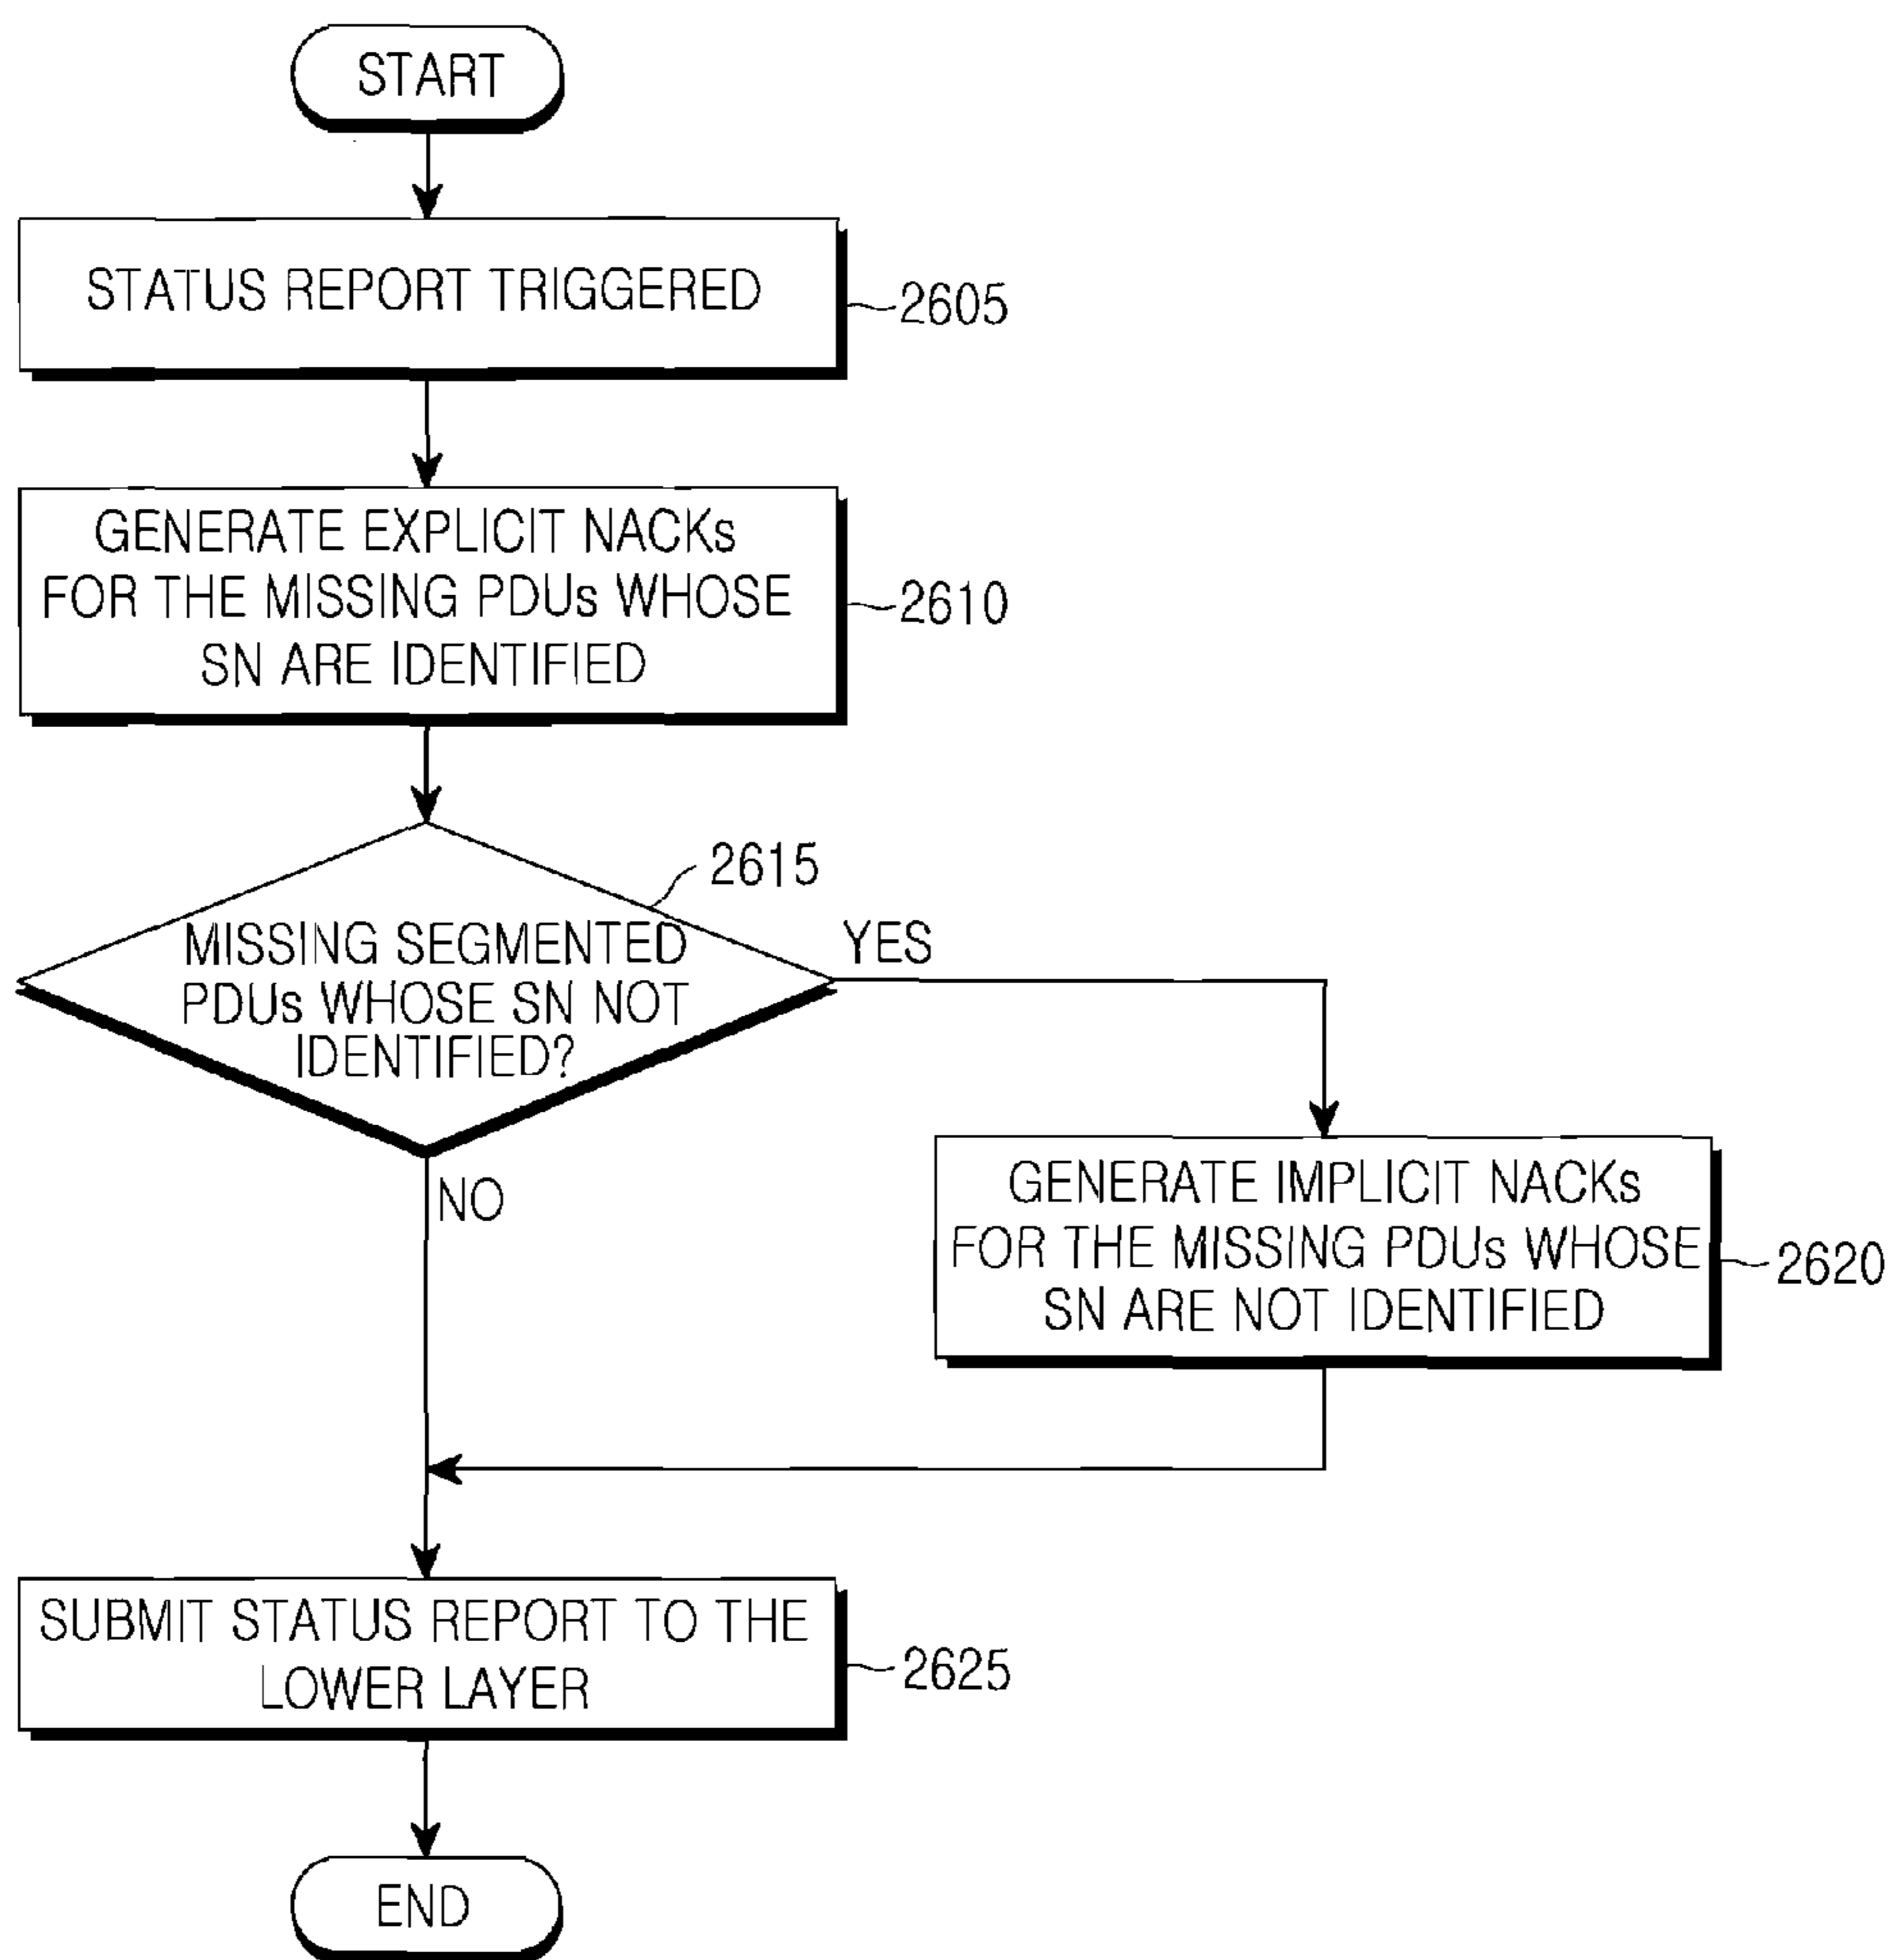 START
STATUS REPORT TRIGGERED
2605
GENERATE EXPLICIT NACKs
FOR THE MISSING PDUs WHOSE
SN ARE IDENTIFIED
2610
2615
MISSING SEGMENTED
PDUs WHOSE SN NOT
IDENTIFIED?
YES
NO
GENERATE IMPLICIT NACKs
FOR THE MISSING PDUs WHOSE
SN ARE NOT IDENTIFIED
2620
SUBMIT STATUS REPORT TO THE
LOWER LAYER
2625
END